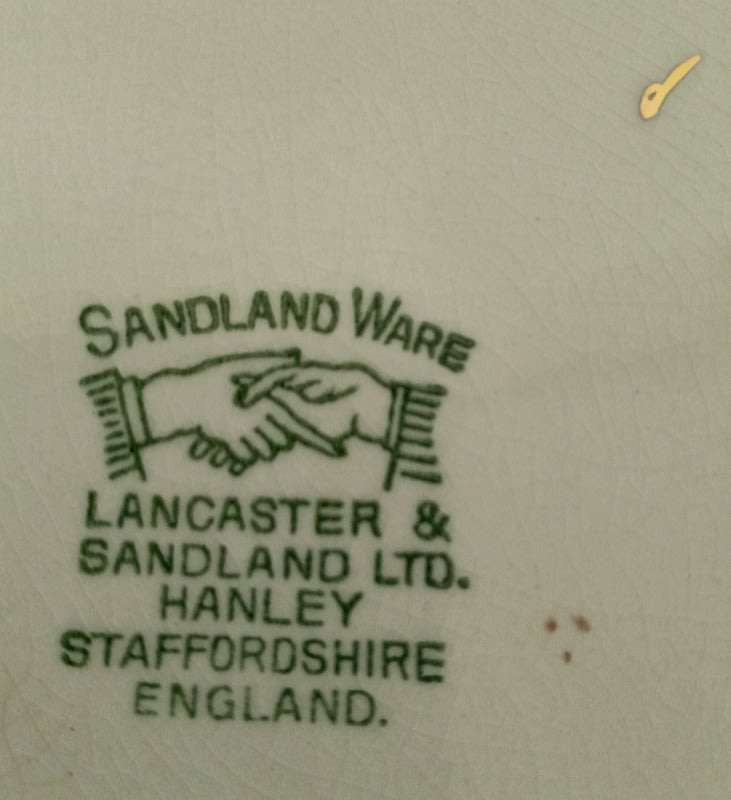 SANDLAND WARE
LANCASTER &
SANDLAND LTD.
HANLEY
STAFFORDSHIRE
ENGLAND.